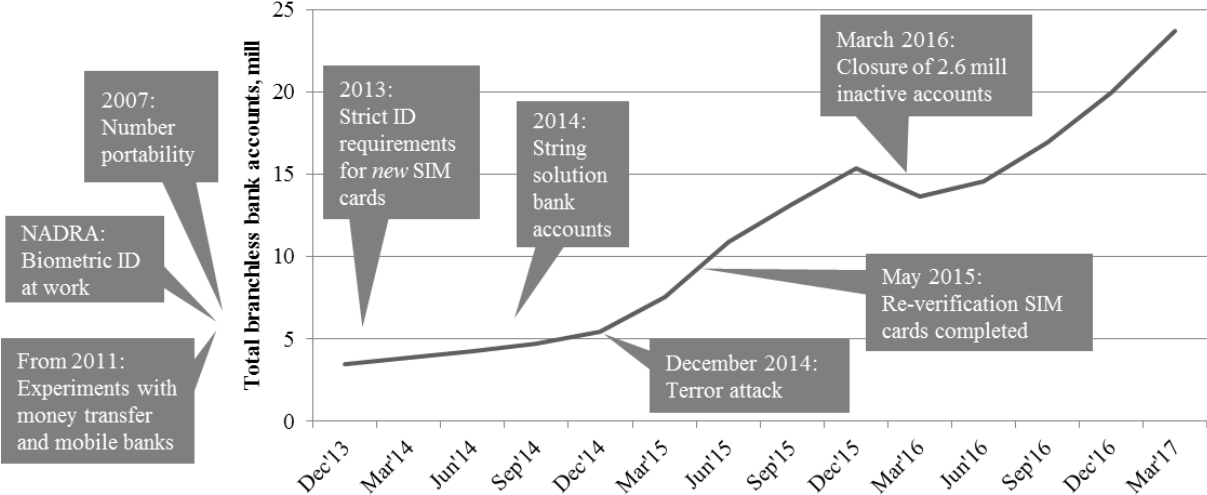 2007:
Number
portability
NADRA:
Biometric ID
at work
From 2011:
Experiments with
money transfer
and mobile banks
Total branchless bank accounts, mill
25
20
15
10
5
0
2013:
Strict ID
requirements
for new SIM
cards
2014:
String
solution
bank
accounts
March 2016:
Closure of 2.6 mill
inactive accounts
May 2015:
Re-verification SIM
cards completed
December 2014:
Terror attack
Dec'13
Mar'14
Jun'14
Sep'14
Dec'14
Mar'15
Jun'15
Sep'15
Dec'15
Mar'16
Jun'16
Sep'16
Dec'16
Mar'17